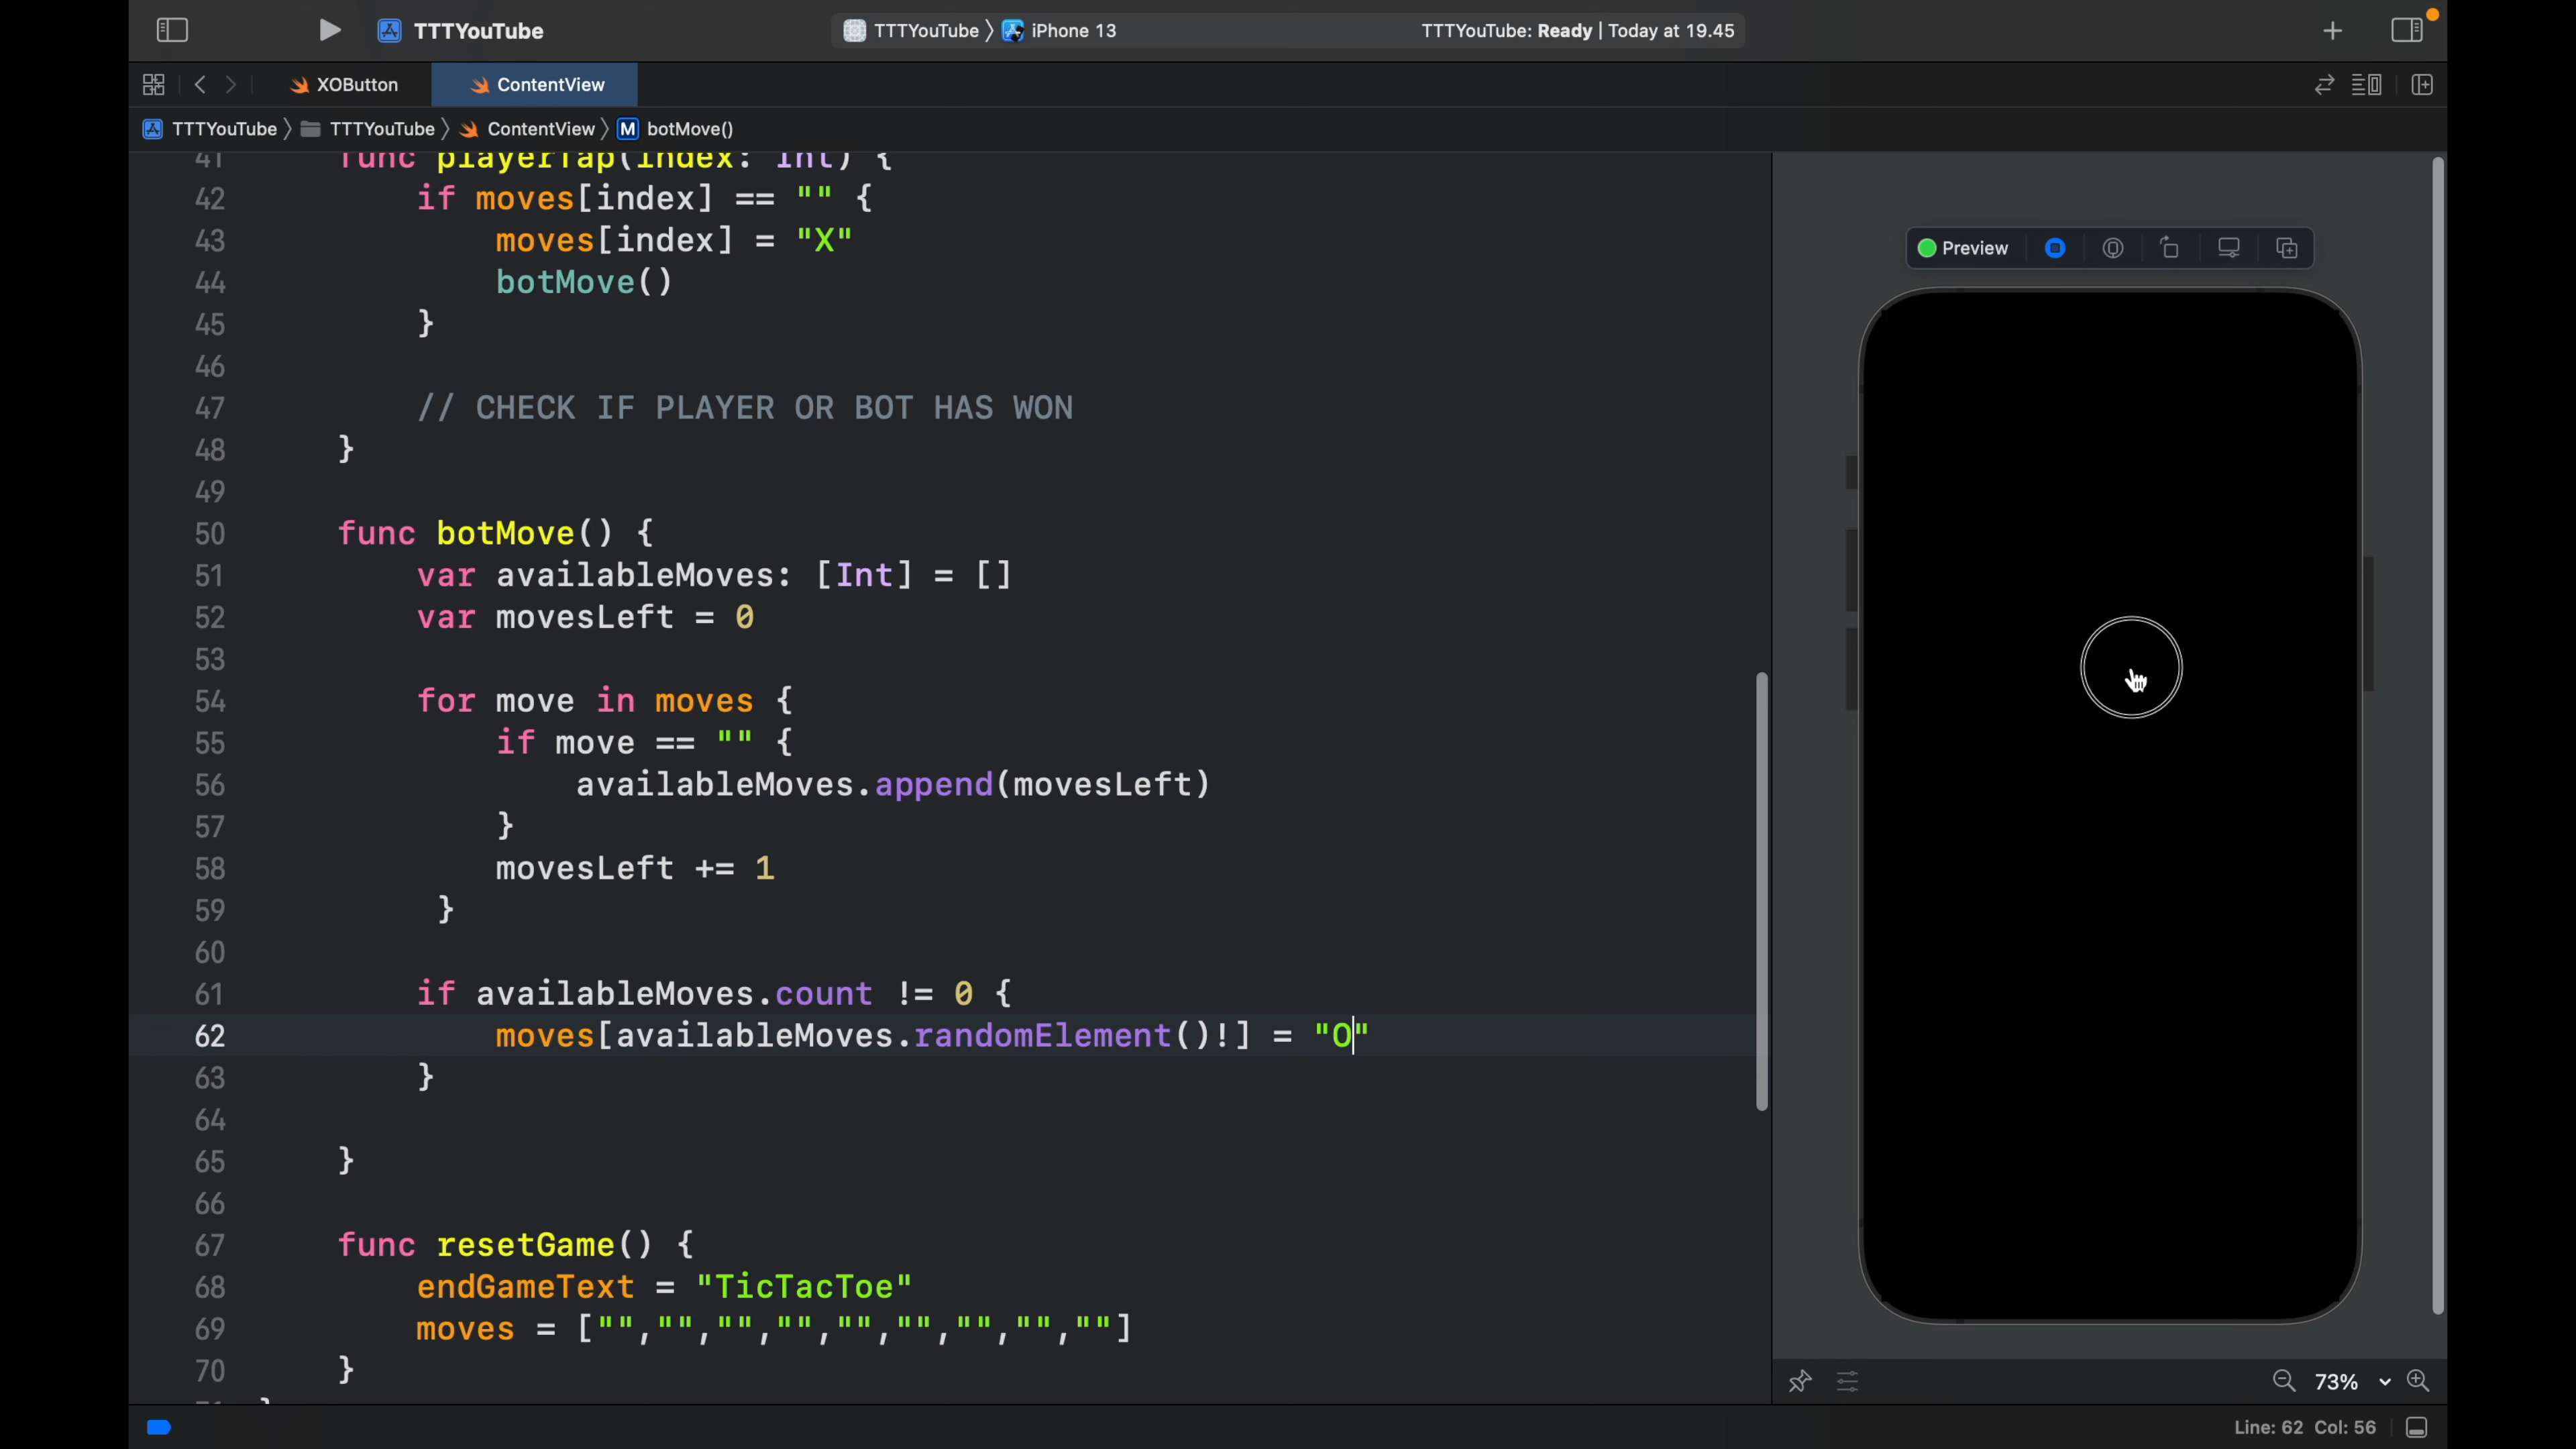 TTTYouTube
TTTYouTube 〉 iPhone 13
TTTYouTube: Ready | Today at 19.45
XOButton
ContentView
TTTYouTube 〉 TTTYouTube 〉 ContentView 〉 M botMove()
41 func playerTap(index: Int) {
42 if moves[index] == "" {
43 moves[index] = "X"
44 botMove()
45 }
46
47 // CHECK IF PLAYER OR BOT HAS WON
48 }
49
50 func botMove() {
51 var availableMoves: [Int] = []
52 var movesLeft = 0
53
54 for move in moves {
55 if move == "" {
56 availableMoves.append(movesLeft)
57 }
58 movesLeft += 1
59 }
60
61 if availableMoves.count != 0 {
62 moves[availableMoves.randomElement()!] = "O"
63 }
64
65 }
66
67 func resetGame() {
68 endGameText = "TicTacToe"
69 moves = ["","","","","","","","",""]
70 }
Preview
73%
Line: 62 Col: 56